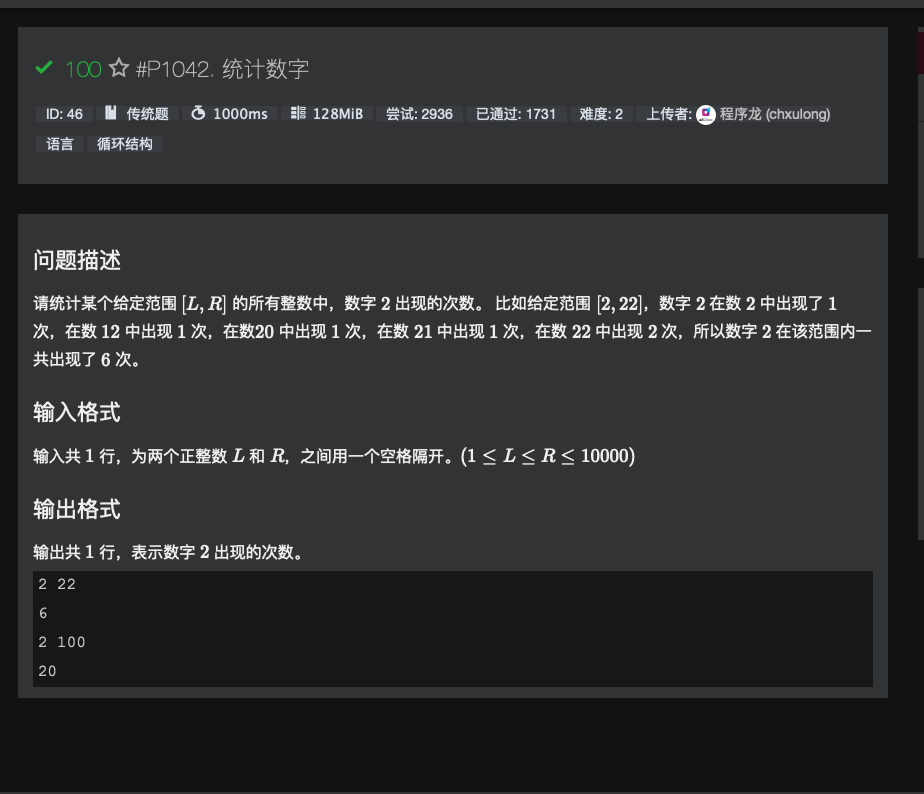 100 #P1042. 统计数字
ID: 46 传统题 1000ms 128MiB 尝试: 2936 已通过: 1731 难度: 2 上传者: 程序龙 (chxulong)
语言 循环结构
问题描述
请统计某个给定范围 [L, R] 的所有整数中，数字 2 出现的次数。 比如给定范围 [2, 22]，数字 2 在数 2 中出现了 1
次，在数 12 中出现 1 次，在数20 中出现 1 次，在数 21 中出现 1 次，在数 22 中出现 2 次，所以数字 2 在该范围内一
共出现了 6 次。
输入格式
输入共 1 行，为两个正整数 L 和 R，之间用一个空格隔开。(1 ≤ L ≤ R ≤ 10000)
输出格式
输出共 1 行，表示数字 2 出现的次数。
2 22
6
2 100
20